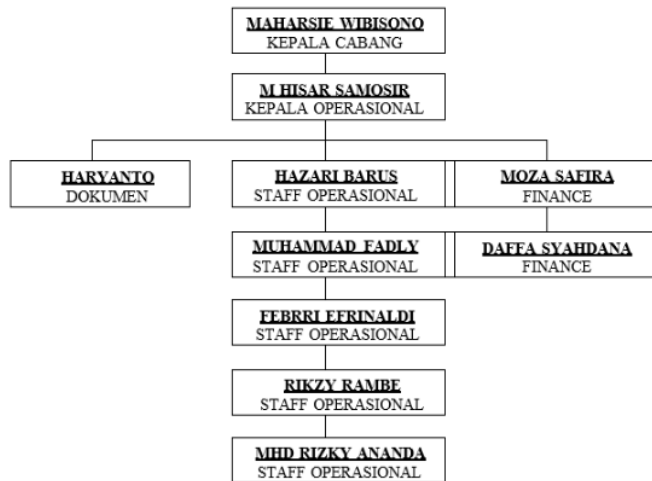 MAHARSIE WIBISONO
KEPALA CABANG
M HISAR SAMOSIR
KEPALA OPERASIONAL
HARYANTO
DOKUMEN
HAZARI BARUS
STAFF OPERASIONAL
MOZA SAFIRA
FINANCE
MUHAMMAD FADLY
STAFF OPERASIONAL
DAFFA SYAHDANA
FINANCE
FEBRRI EFRINALDI
STAFF OPERASIONAL
RIKZY RAMBE
STAFF OPERASIONAL
MHD RIZKY ANANDA
STAFF OPERASIONAL